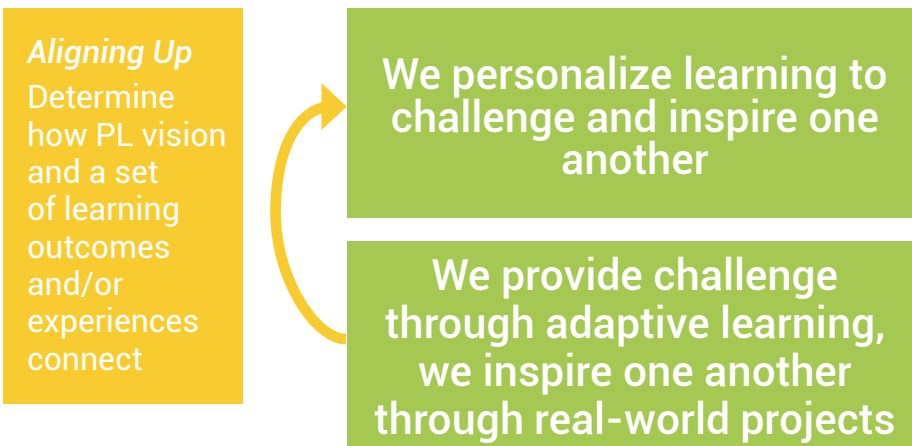 Aligning Up
Determine
how PL vision
and a set
of learning
outcomes
and/or
experiences
connect
We personalize learning to
challenge and inspire one
another
We provide challenge
through adaptive learning,
we inspire one another
through real-world projects